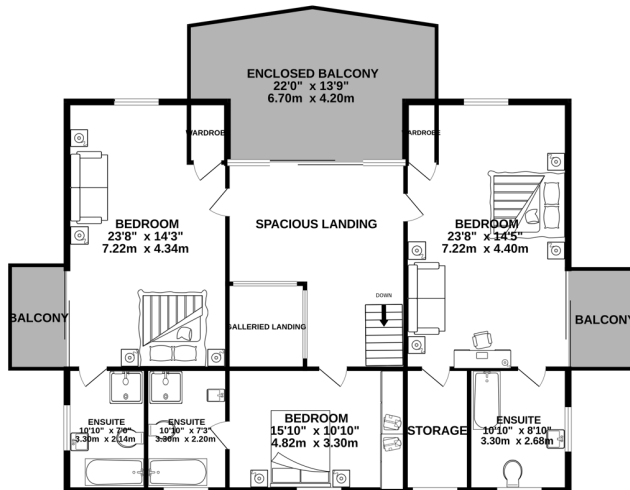 ENCLOSED BALCONY
22'0" x 13'9"
6.70m x 4.20m
WARDROBE
WARDROBE
BEDROOM
23'8" x 14'3"
7.22m x 4.34m
SPACIOUS LANDING
BEDROOM
23'8" x 14'5"
7.22m x 4.40m
BALCONY
GALLERIED LANDING
DOWN
BALCONY
ENSUITE
10'10" x 7'0"
3.30m x 2.14m
ENSUITE
10'10" x 7'3"
3.30m x 2.20m
BEDROOM
15'10" x 10'10"
4.82m x 3.30m
STORAGE
ENSUITE
10'10" x 8'10"
3.30m x 2.68m